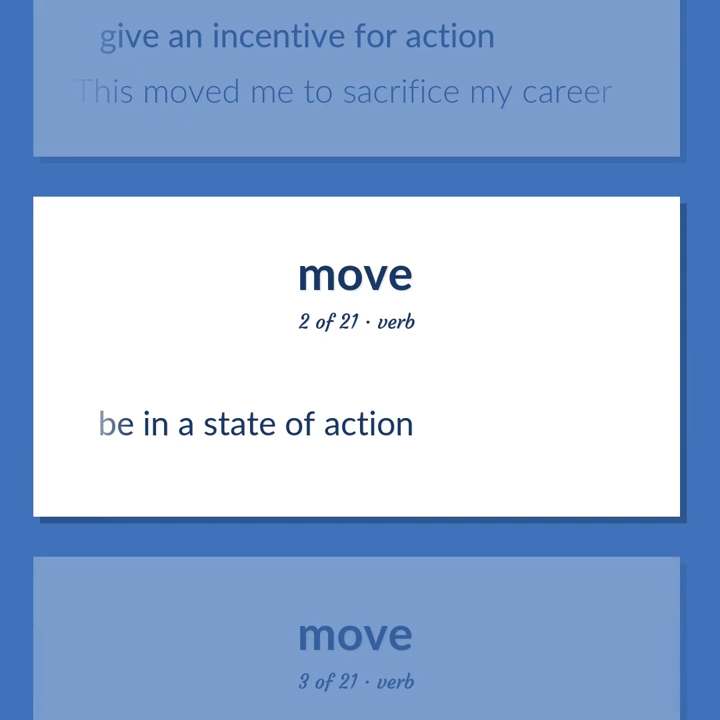 give an incentive for action
This moved me to sacrifice my career
move
2 of 21 · verb
be in a state of action
move
3 of 21 · verb